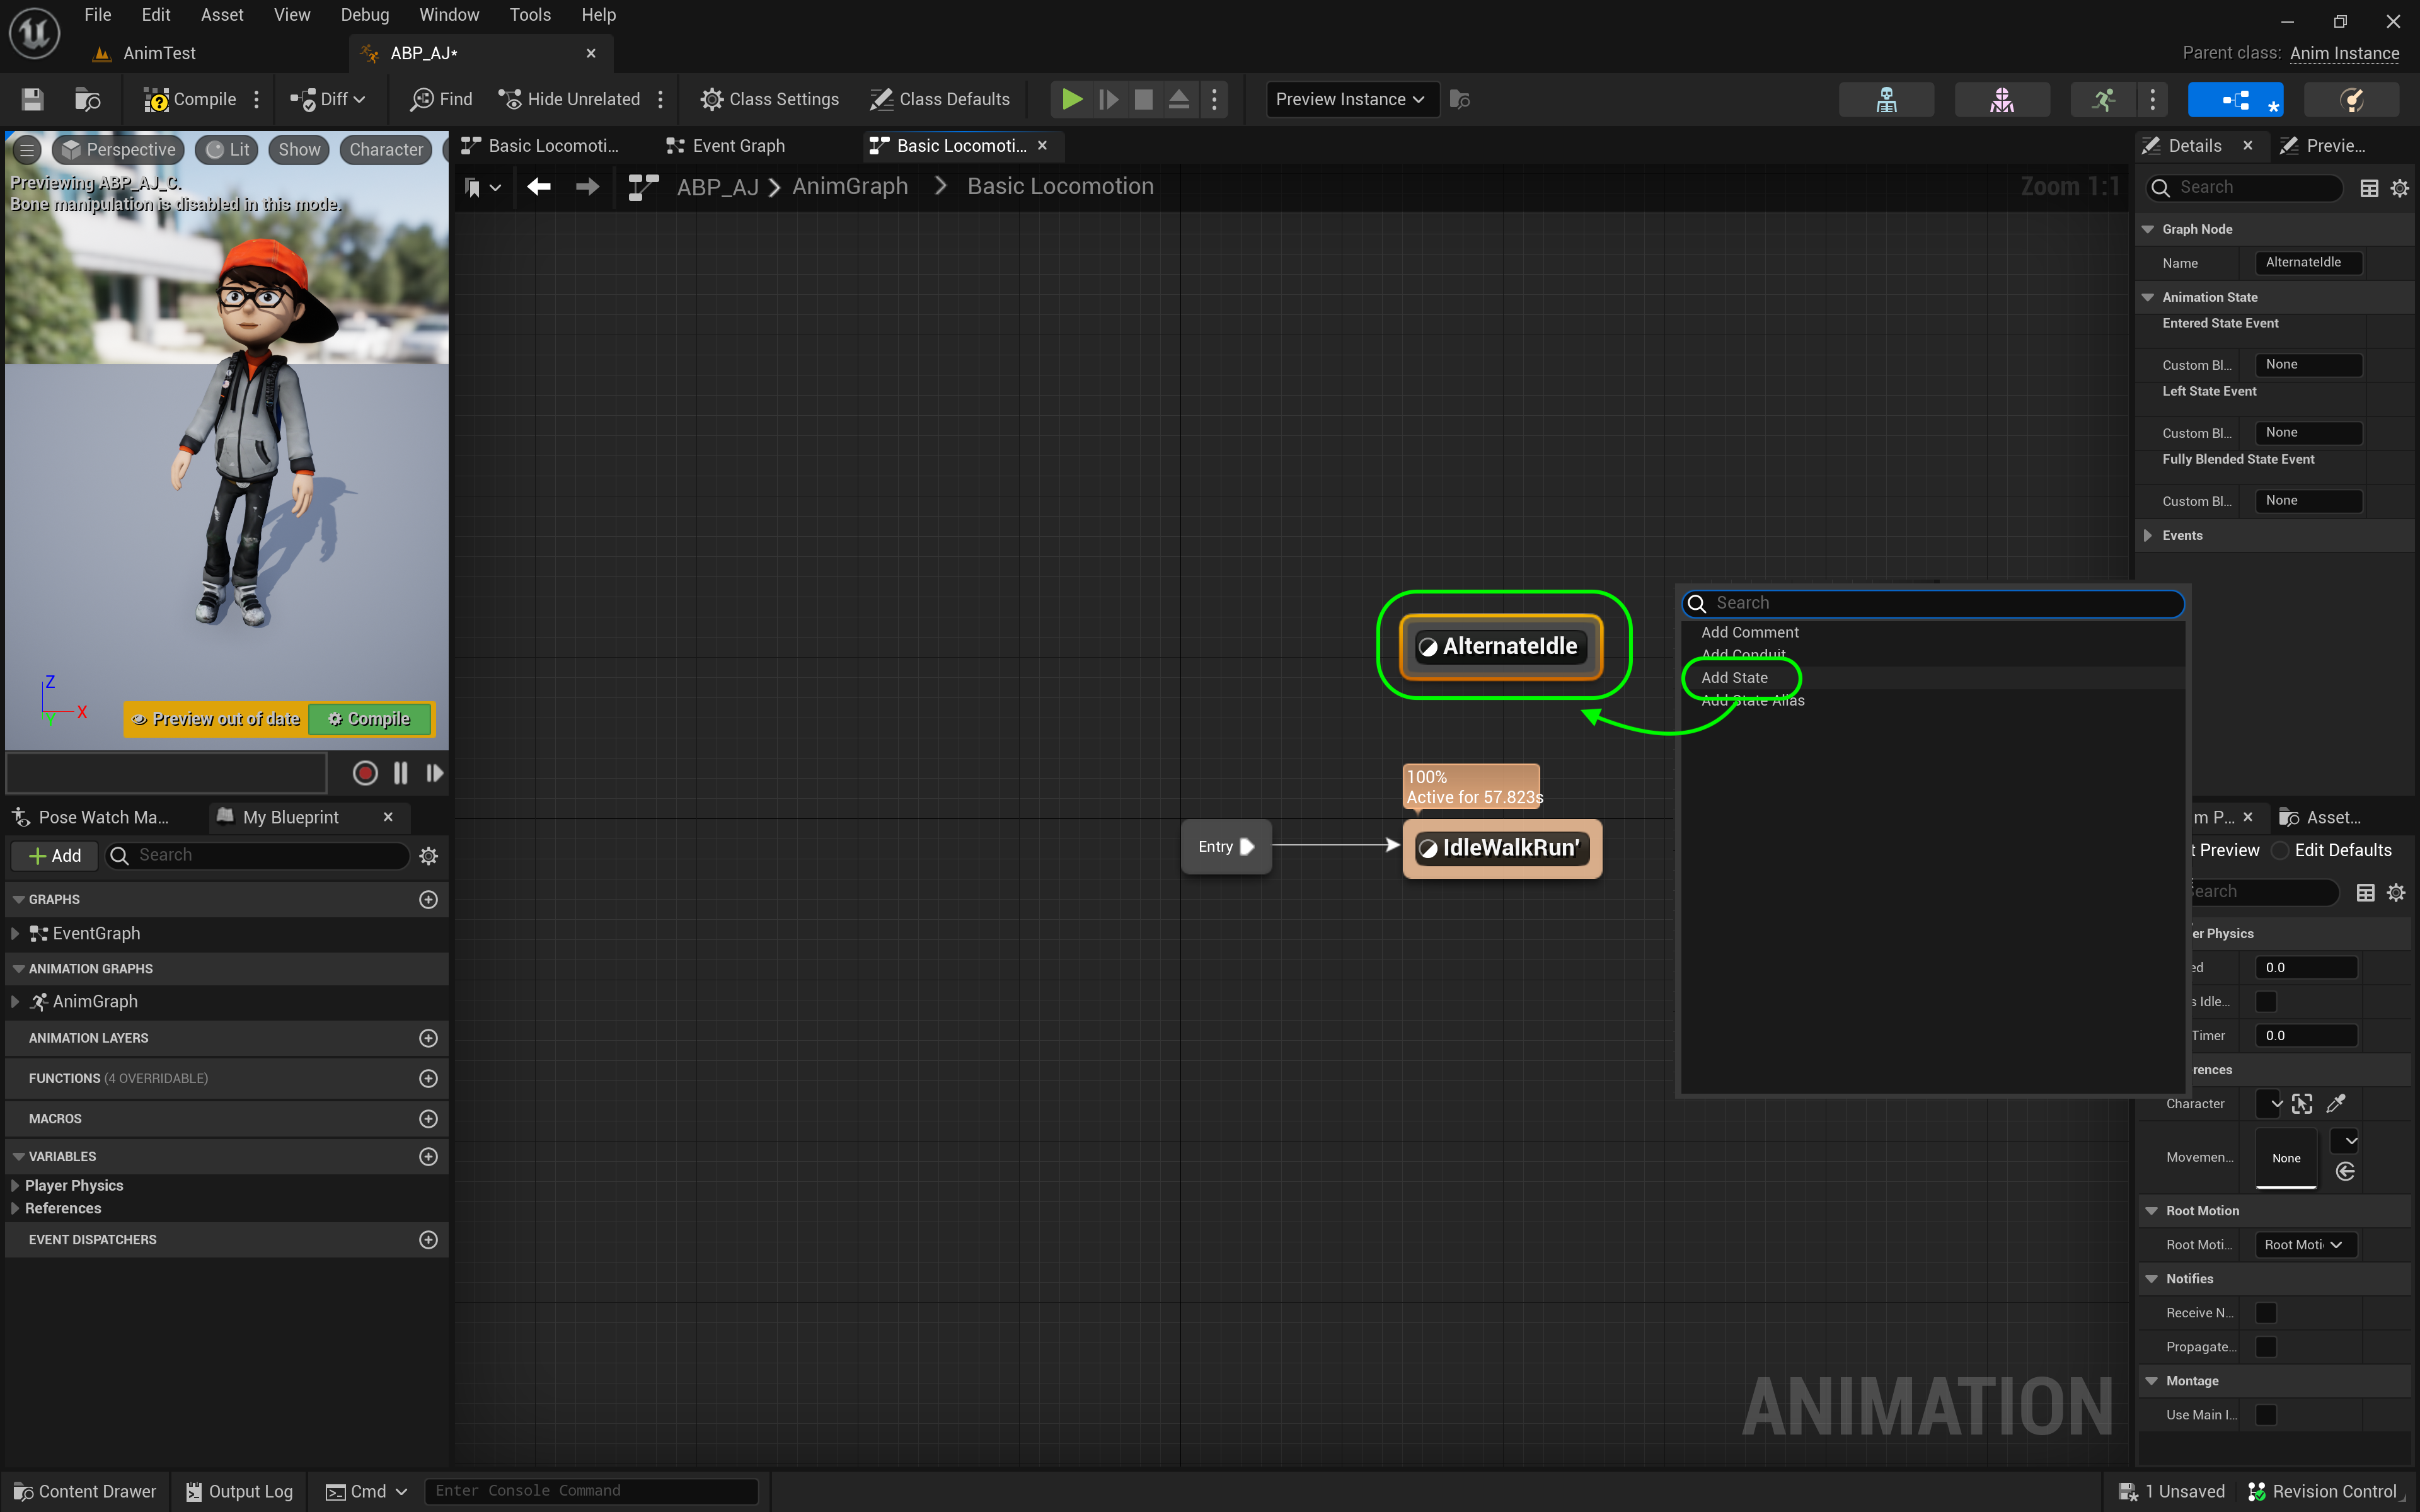 File Edit Asset View Debug Window Tools Help
AnimTest
ABP_AJ*
Parent class: Anim Instance
Compile
Diff
Find
Hide Unrelated
Class Settings
Class Defaults
Preview Instance
Perspective
Lit
Show
Character
Previewing ABP_AJ_C.
Bone manipulation is disabled in this mode.
Z
X
Y
Preview out of date
Compile
Basic Locomoti...
Event Graph
Basic Locomoti...
ABP_AJ
AnimGraph
Basic Locomotion
Zoom 1:1
AlternateIdle
100%
Active for 57.823s
Entry
IdleWalkRun'
Search
Add Comment
Add Conduit
Add State
Add State Alias
ANIMATION
Pose Watch Ma...
My Blueprint
Add
Search
GRAPHS
EventGraph
ANIMATION GRAPHS
AnimGraph
ANIMATION LAYERS
FUNCTIONS (4 OVERRIDABLE)
MACROS
VARIABLES
Player Physics
References
EVENT DISPATCHERS
Details
Previe...
Search
Graph Node
Name
AlternateIdle
Animation State
Entered State Event
Custom Bl...
None
Left State Event
Custom Bl...
None
Fully Blended State Event
Custom Bl...
None
Events
m P...
Asset...
t Preview
Edit Defaults
earch
er Physics
ed
0.0
s Idle...
Timer
0.0
rences
Character
Movemen...
None
Root Motion
Root Moti...
Root Moti
Notifies
Receive N...
Propagate...
Montage
Use Main I...
Content Drawer
Output Log
Cmd
Enter Console Command
1 Unsaved
Revision Control